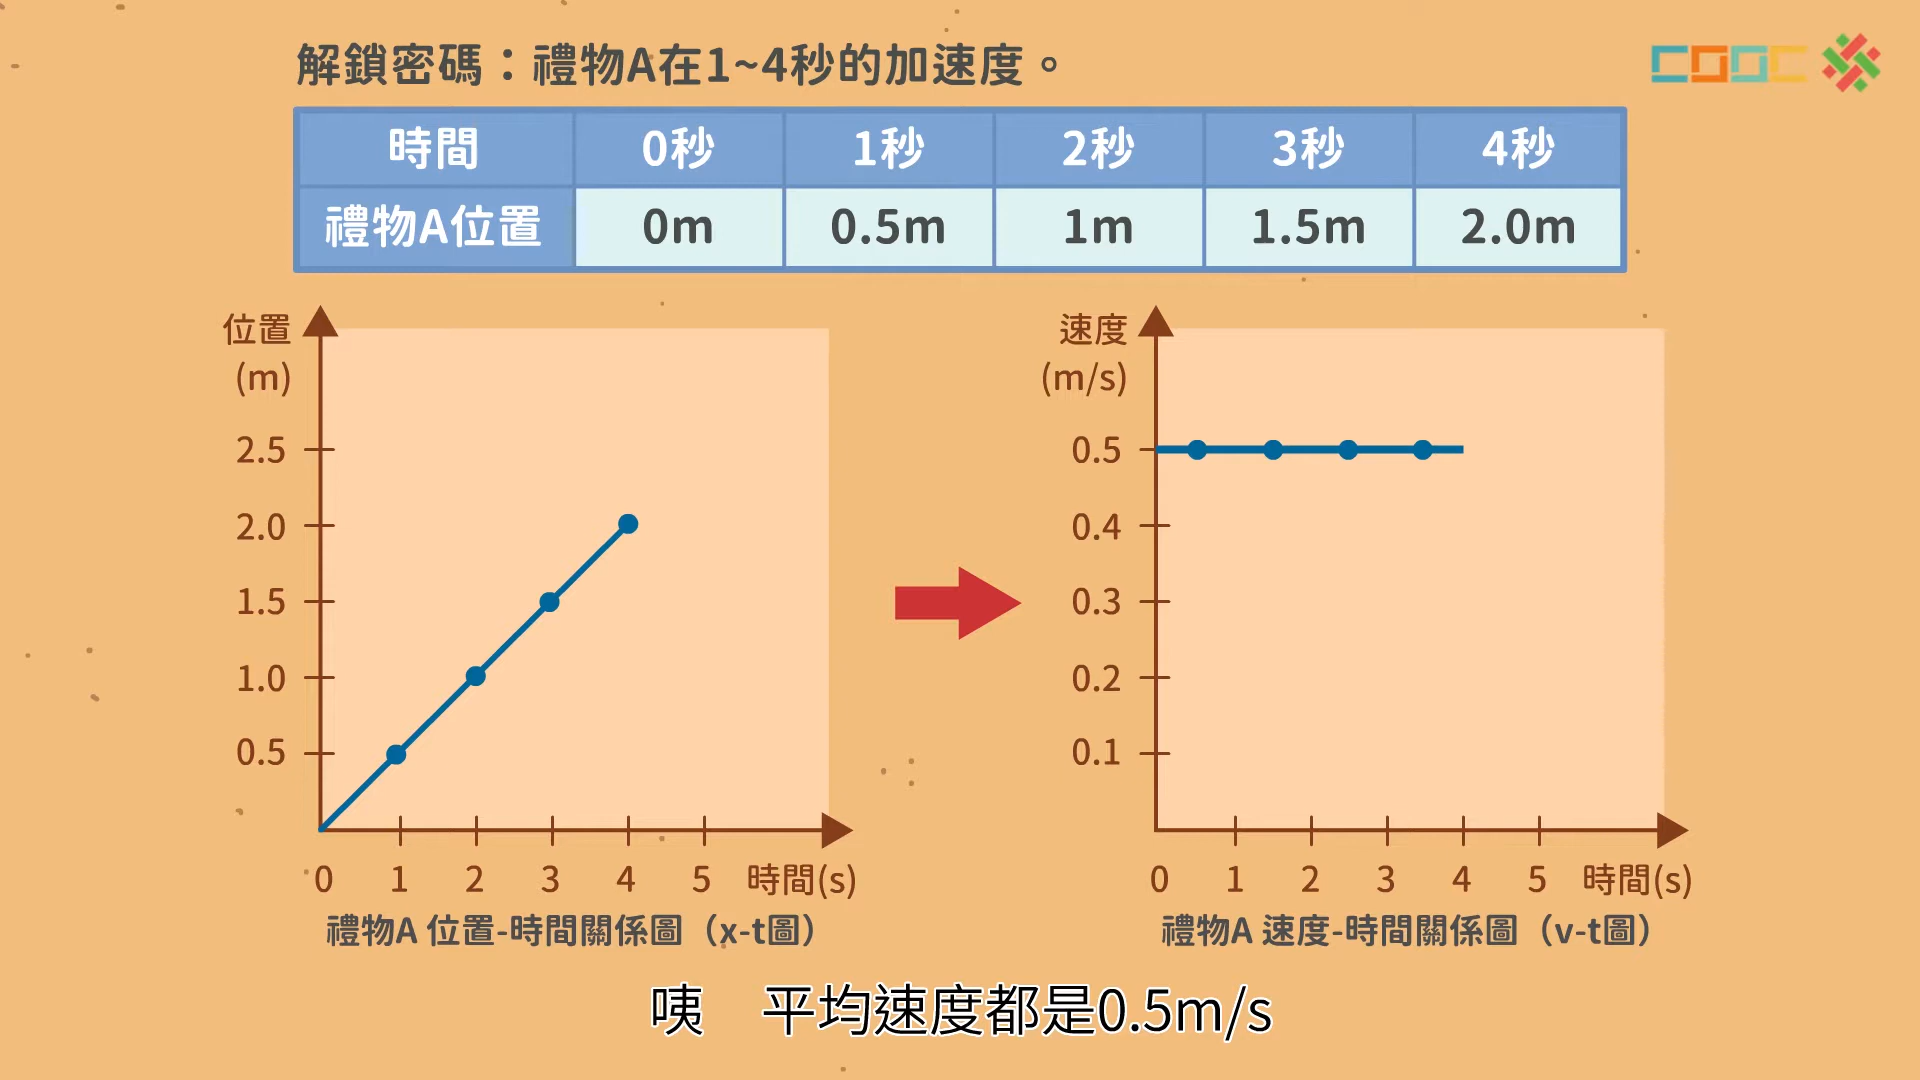 解鎖密碼：禮物A在1~4秒的加速度。
COOC
時間 0秒 1秒 2秒 3秒 4秒
禮物A位置 0m 0.5m 1m 1.5m 2.0m
位置
(m)
2.5
2.0
1.5
1.0
0.5
0 1 2 3 4 5 時間(s)
禮物A 位置-時間關係圖（x-t圖）
速度
(m/s)
0.5
0.4
0.3
0.2
0.1
0 1 2 3 4 5 時間(s)
禮物A 速度-時間關係圖（v-t圖）
咦　平均速度都是0.5m/s